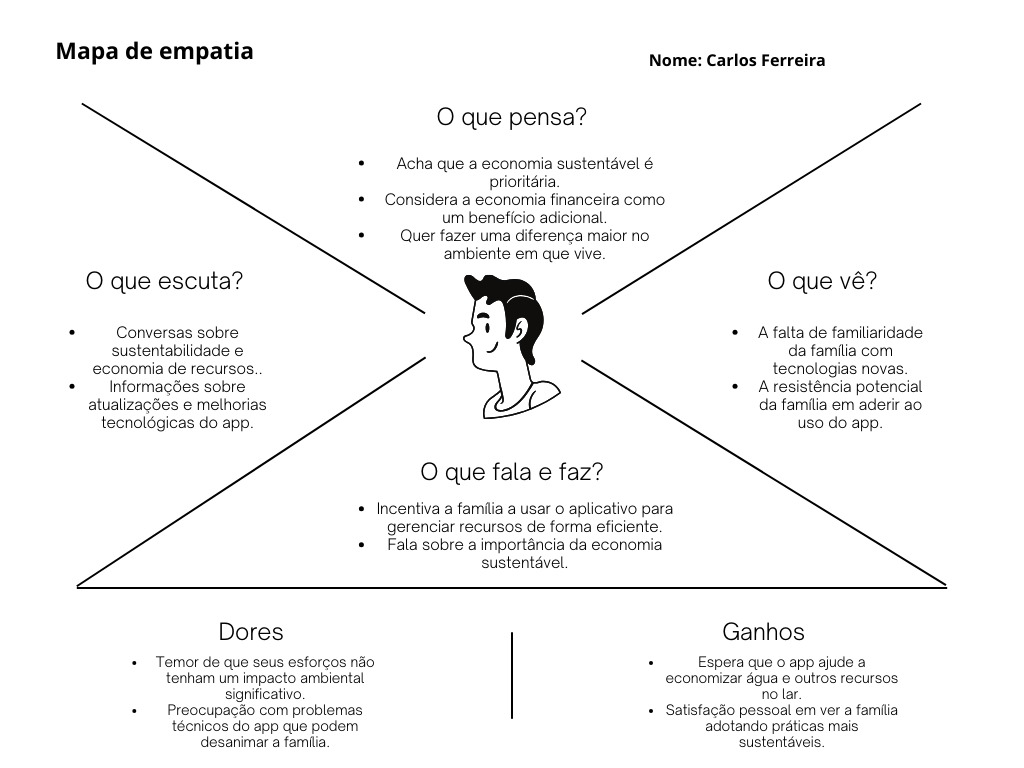 Mapa de empatia
Nome: Carlos Ferreira
O que pensa?
• Acha que a economia sustentável é
prioritária.
• Considera a economia financeira como
um benefício adicional.
• Quer fazer uma diferença maior no
ambiente em que vive.
O que escuta?
• Conversas sobre
sustentabilidade e
economia de recursos..
• Informações sobre
atualizações e melhorias
tecnológicas do app.
O que vê?
• A falta de familiaridade
da família com
tecnologias novas.
• A resistência potencial
da família em aderir ao
uso do app.
O que fala e faz?
• Incentiva a família a usar o aplicativo para
gerenciar recursos de forma eficiente.
• Fala sobre a importância da economia
sustentável.
Dores
• Temor de que seus esforços não
tenham um impacto ambiental
significativo.
• Preocupação com problemas
técnicos do app que podem
desanimar a família.
Ganhos
• Espera que o app ajude a
economizar água e outros recursos
no lar.
• Satisfação pessoal em ver a família
adotando práticas mais
sustentáveis.